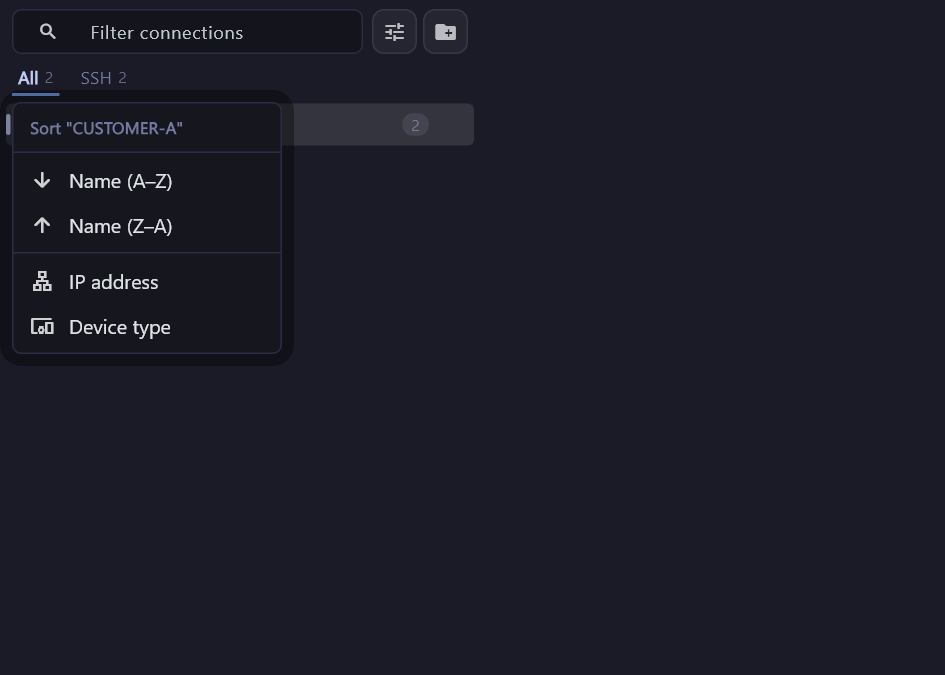 Filter connections
All 2 SSH 2
Sort "CUSTOMER-A"
2
Name (A–Z)
Name (Z–A)
IP address
Device type